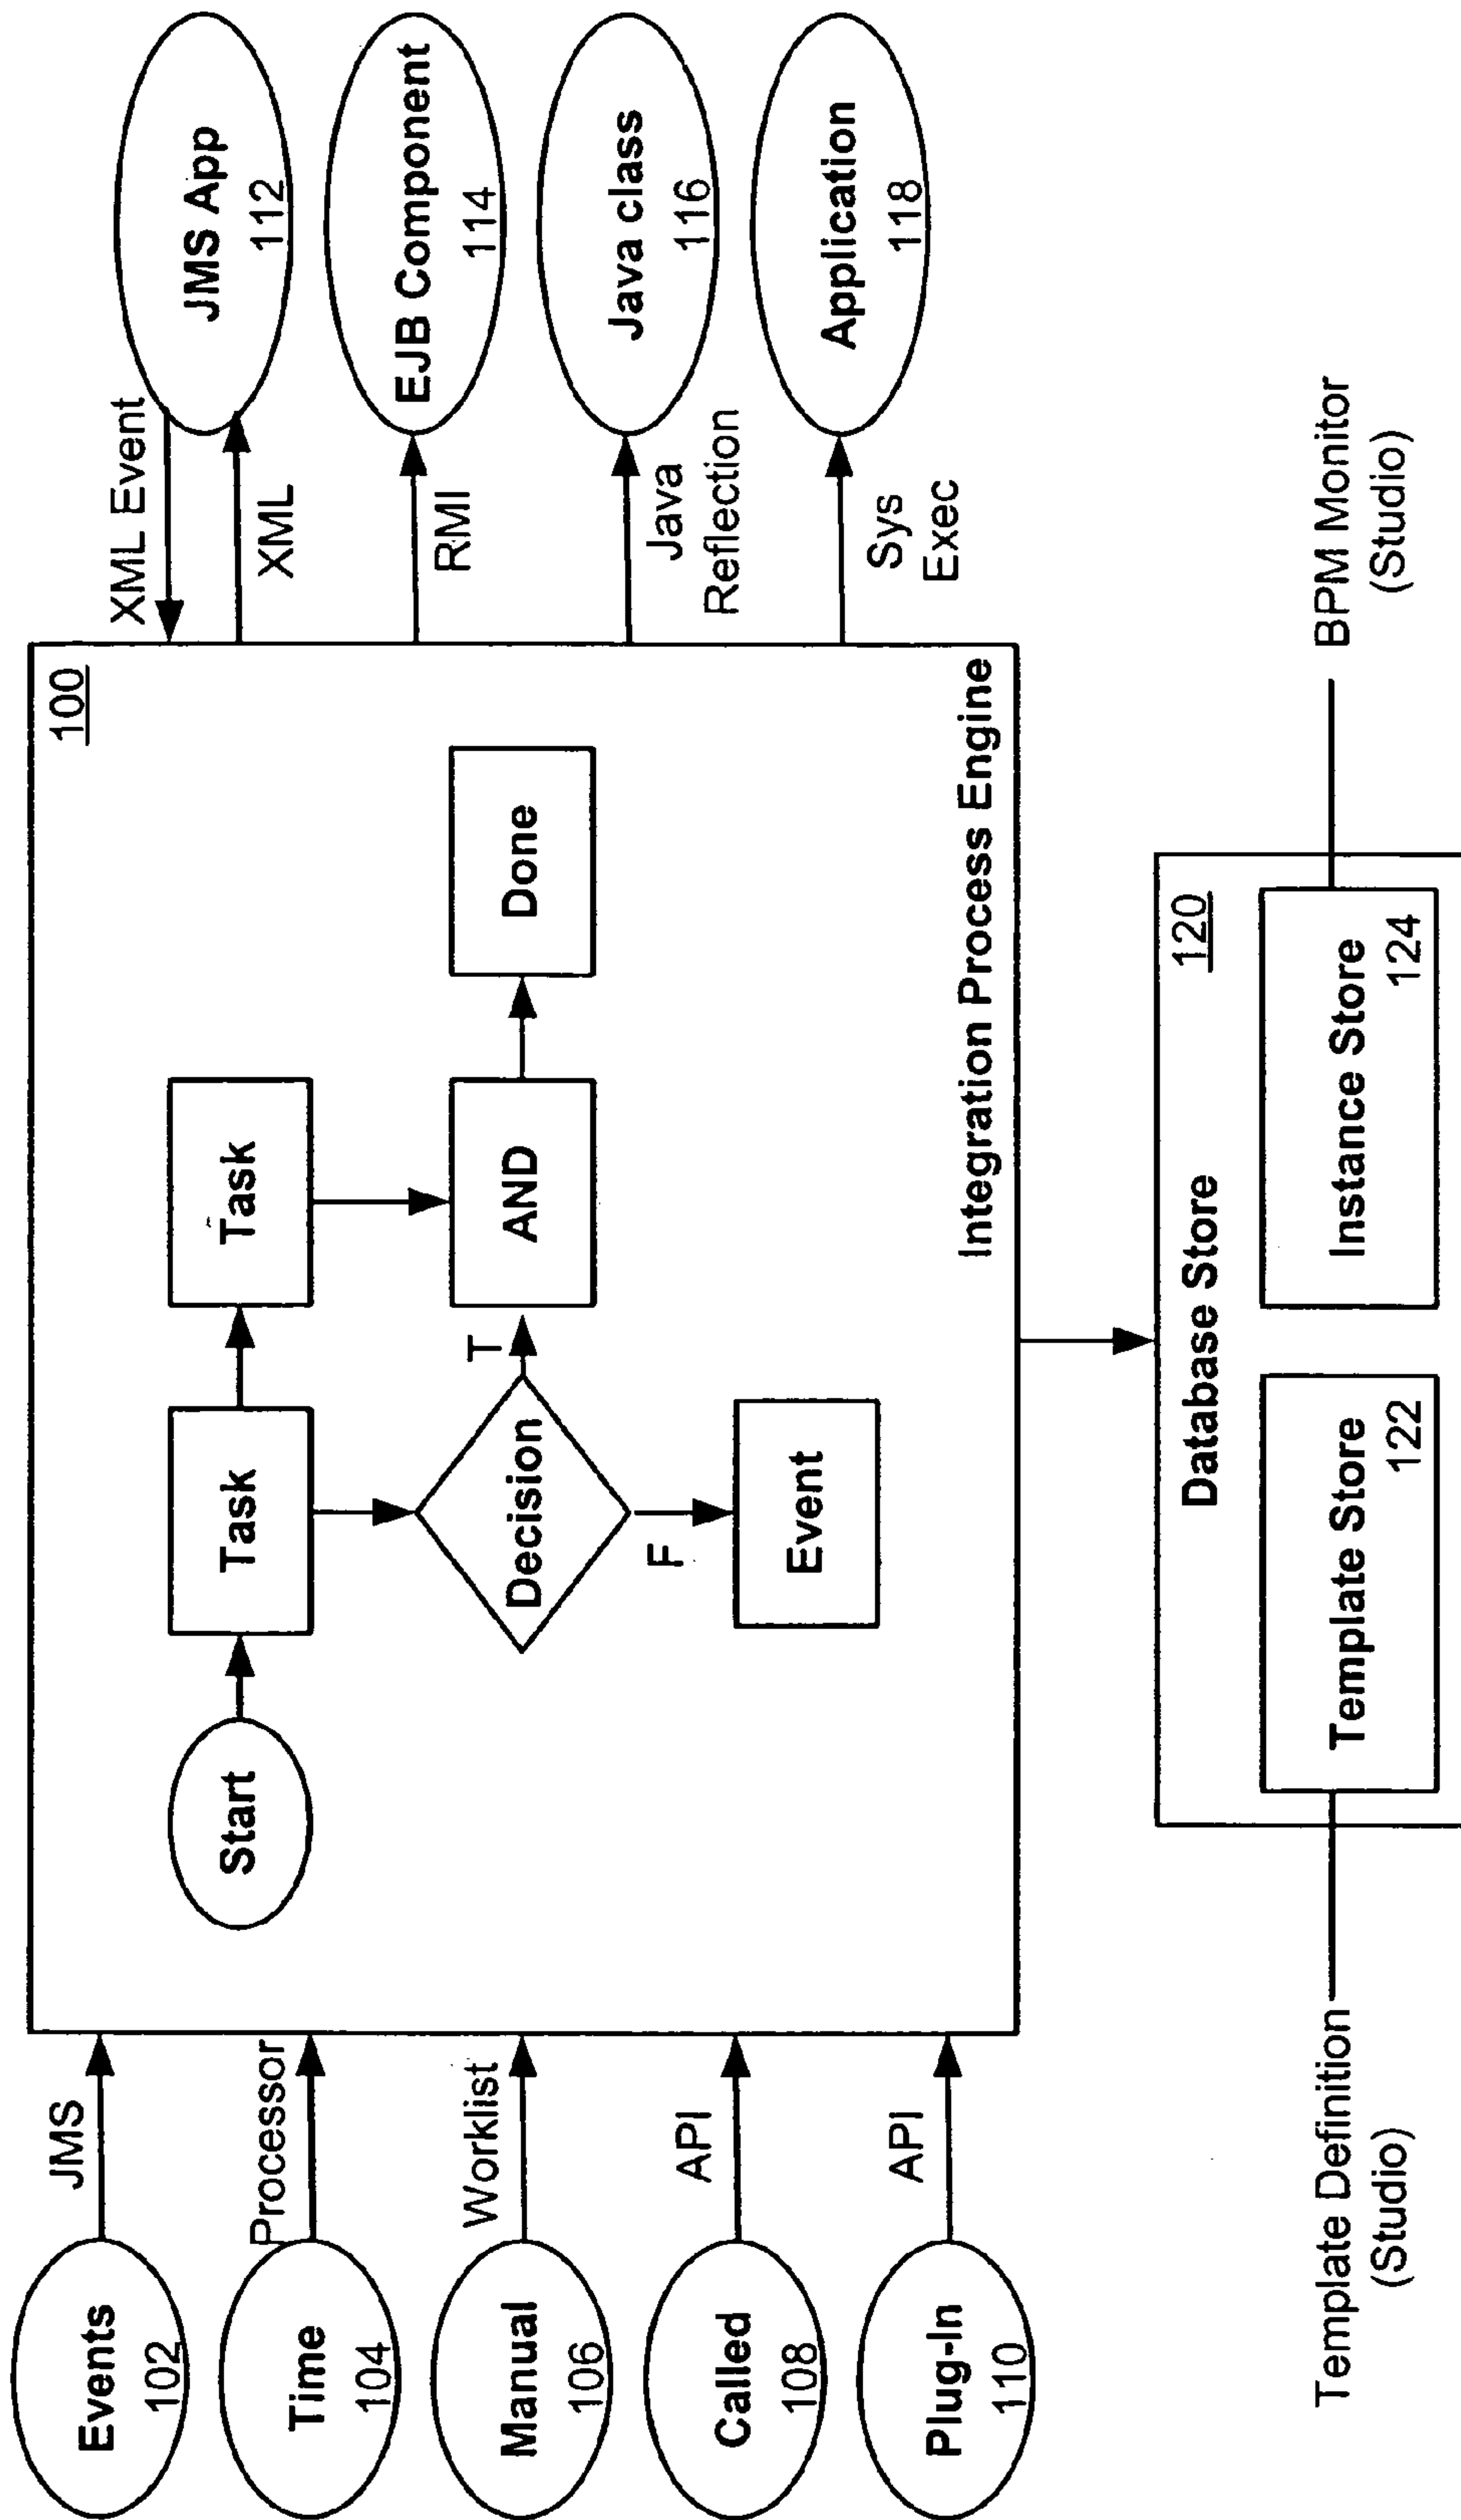 Events
102
JMS
Time
104
Processor
Manual
106
Worklist
Called
108
API
Plug-In
110
API
100
Start
Task
Task
Decision
T
AND
Done
F
Event
Integration Process Engine
XML Event
XML
JMS App
112
RMI
EJB Component
114
Java
Reflection
Java class
116
Sys
Exec
Application
118
Database Store
120
Template Store
122
Instance Store
124
Template Definition
(Studio)
BPM Monitor
(Studio)